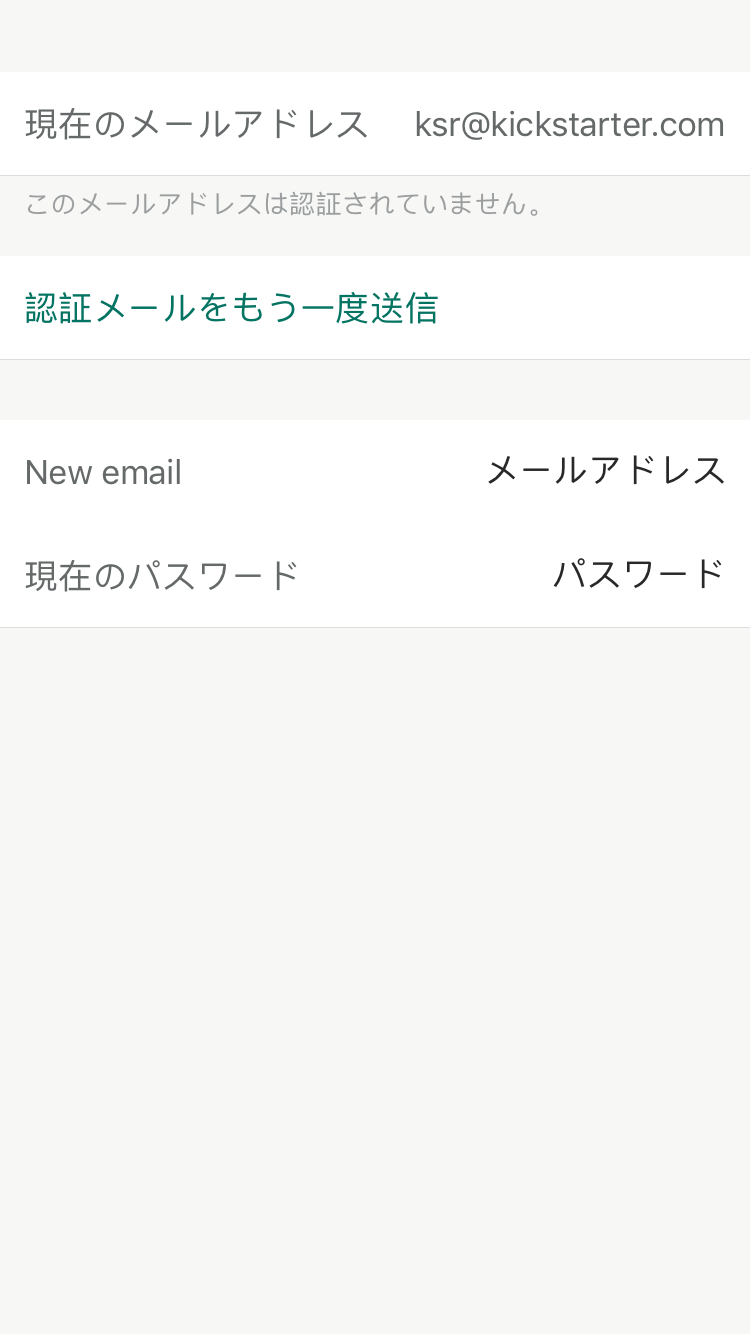 現在のメールアドレス ksr@kickstarter.com
このメールアドレスは認証されていません。
認証メールをもう一度送信
New email メールアドレス
現在のパスワード パスワード